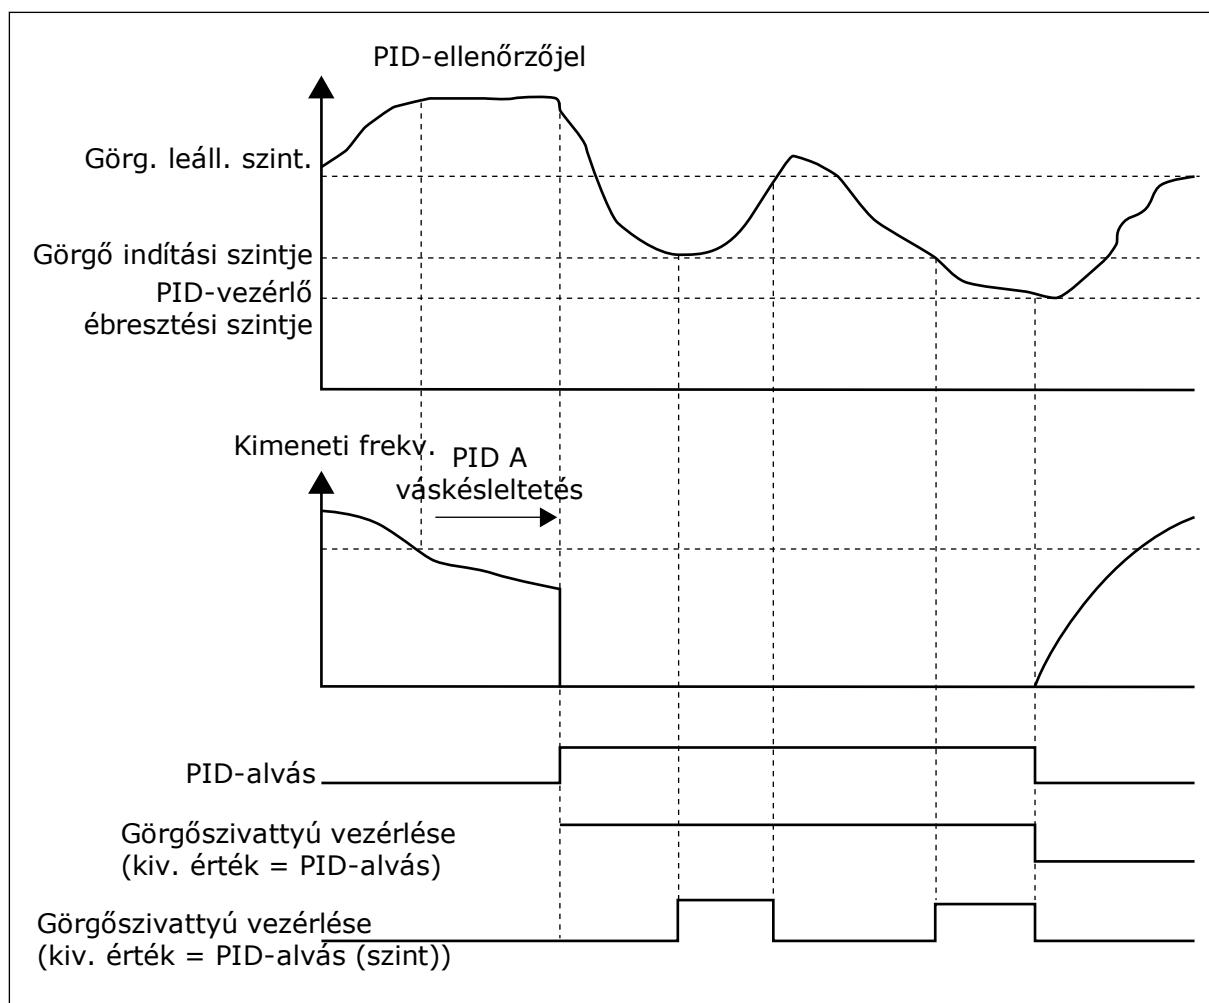 PID-ellenőrzőjel
Görg. leáll. szint.
Görgő indítási szintje
PID-vezérlő
ébresztési szintje
Kimeneti frekv.
PID A
váskésleltetés
PID-alvás
Görgőszivattyú vezérlése
(kiv. érték = PID-alvás)
Görgőszivattyú vezérlése
(kiv. érték = PID-alvás (szint))